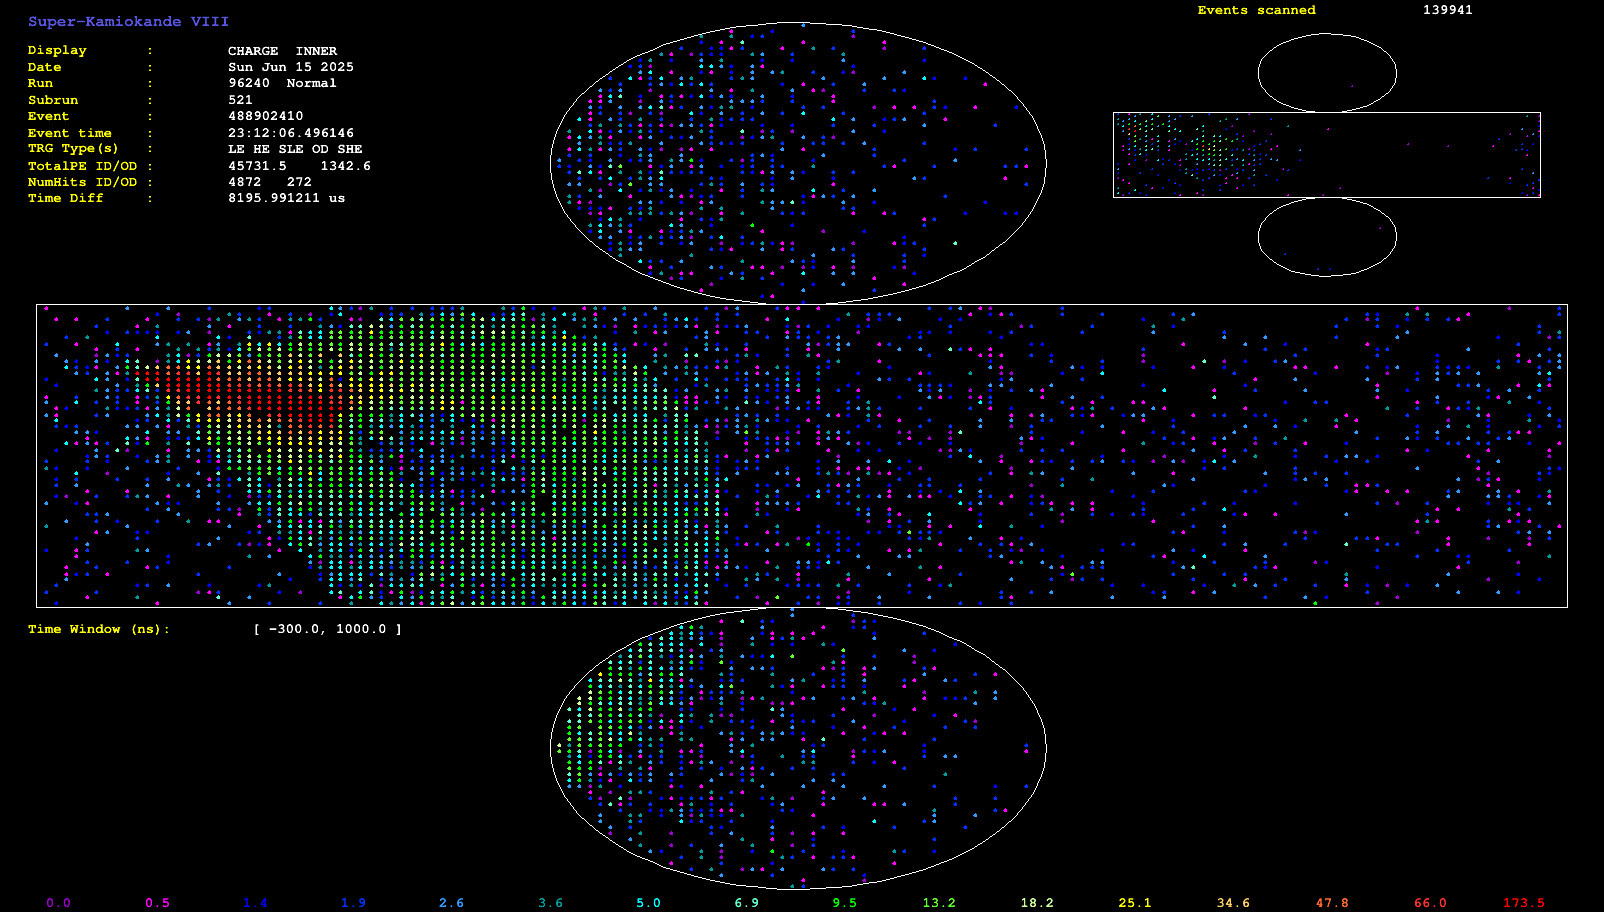 Super-Kamiokande VIII
Events scanned 139941
Display : CHARGE INNER
Date : Sun Jun 15 2025
Run : 96240 Normal
Subrun : 521
Event : 488902410
Event time : 23:12:06.496146
TRG Type(s) : LE HE SLE OD SHE
TotalPE ID/OD : 45731.5 1342.6
NumHits ID/OD : 4872 272
Time Diff : 8195.991211 us
Time Window (ns): [ -300.0, 1000.0 ]
0.0 0.5 1.4 1.9 2.6 3.6 5.0 6.9 9.5 13.2 18.2 25.1 34.6 47.8 66.0 173.5